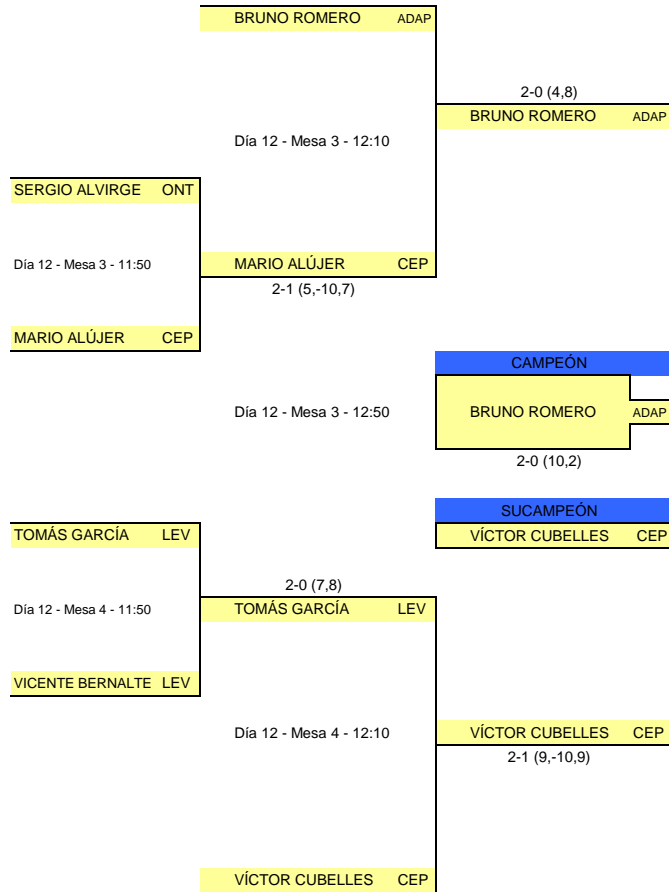 BRUNO ROMERO ADAP
2-0 (4,8)
BRUNO ROMERO ADAP
Día 12 - Mesa 3 - 12:10
SERGIO ALVIRGE ONT
Día 12 - Mesa 3 - 11:50
MARIO ALÚJER CEP
2-1 (5,-10,7)
MARIO ALÚJER CEP
CAMPEÓN
Día 12 - Mesa 3 - 12:50
BRUNO ROMERO ADAP
2-0 (10,2)
SUCAMPEÓN
TOMÁS GARCÍA LEV
VÍCTOR CUBELLES CEP
2-0 (7,8)
Día 12 - Mesa 4 - 11:50
TOMÁS GARCÍA LEV
VICENTE BERNALTE LEV
Día 12 - Mesa 4 - 12:10
VÍCTOR CUBELLES CEP
2-1 (9,-10,9)
VÍCTOR CUBELLES CEP